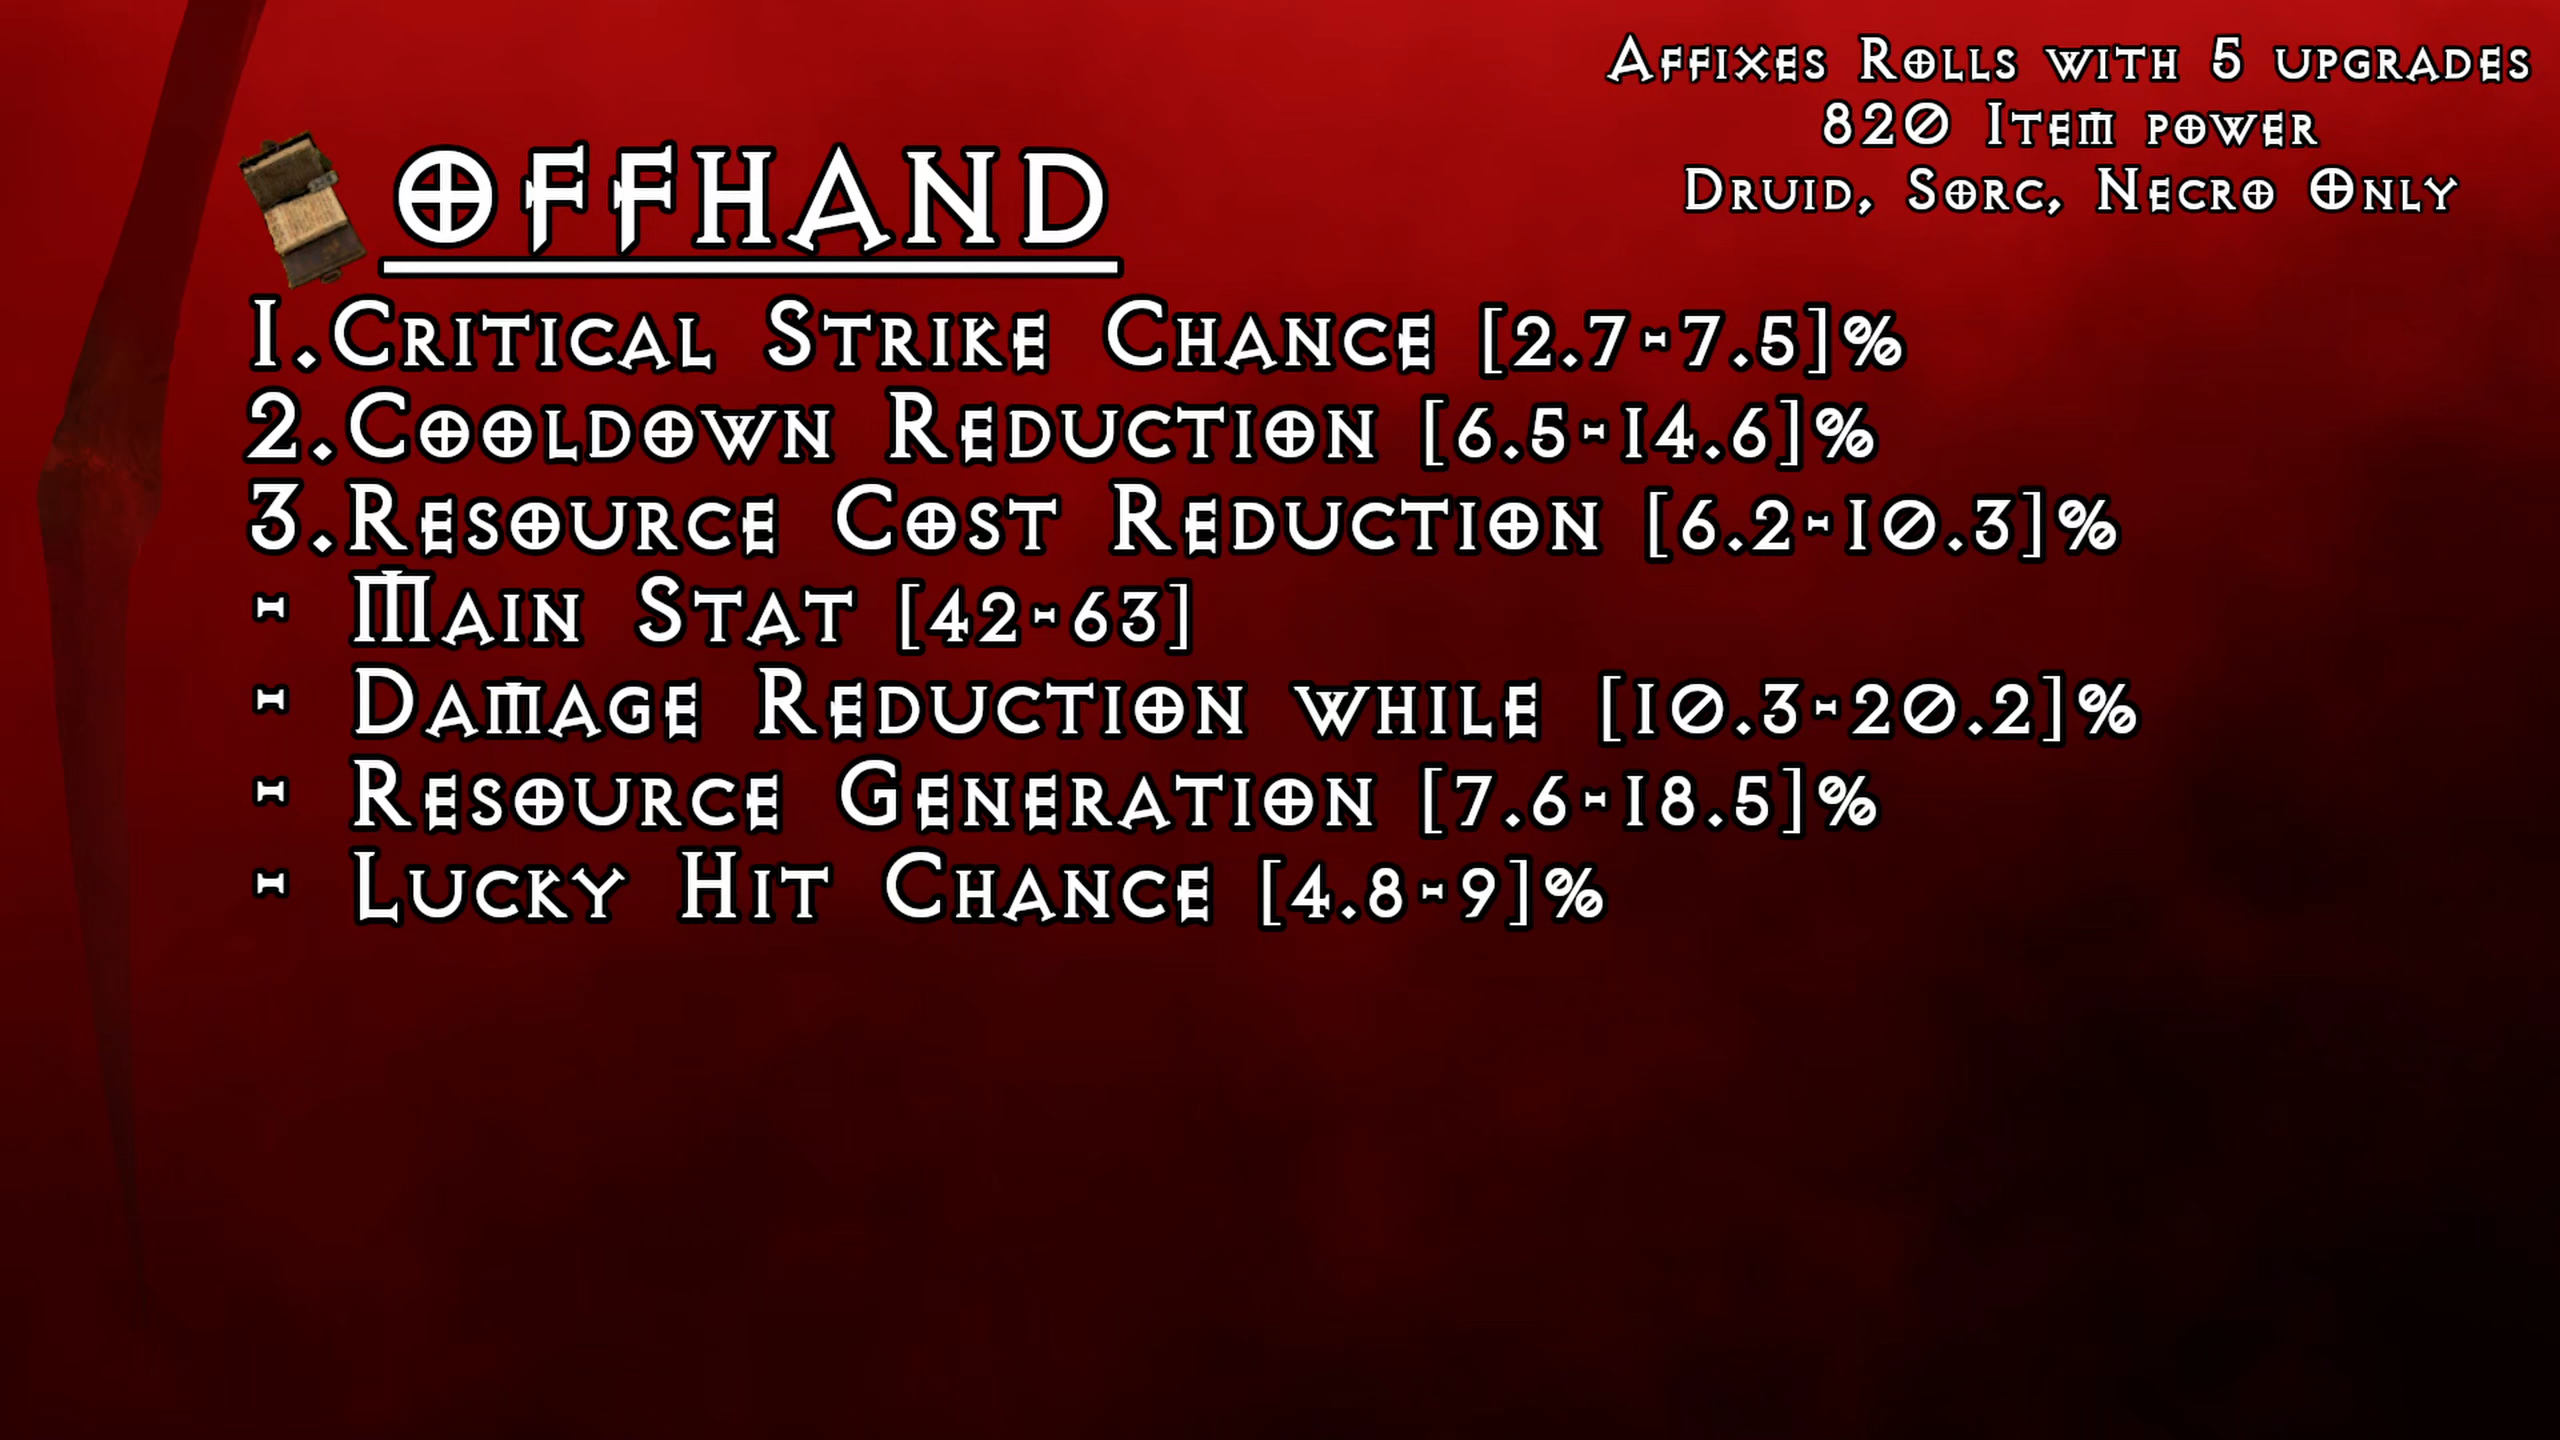 Affixes Rolls with 5 upgrades
820 Item power
Druid, Sorc, Necro Only
Offhand
1.Critical Strike Chance [2.7-7.5]%
2.Cooldown Reduction [6.5-14.6]%
3.Resource Cost Reduction [6.2-10.3]%
- Main Stat [42-63]
- Damage Reduction while [10.3-20.2]%
- Resource Generation [7.6-18.5]%
- Lucky Hit Chance [4.8-9]%